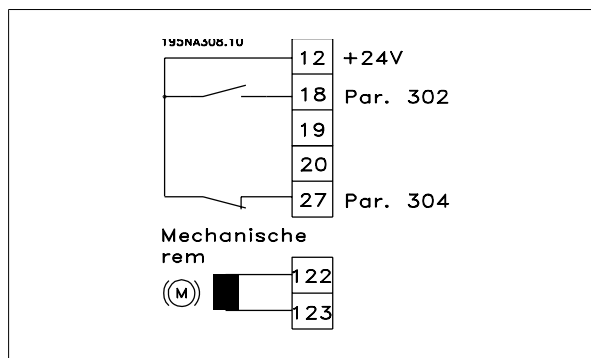 195NA308.10
12 +24V
18 Par. 302
19
20
27 Par. 304
Mechanische
rem
M
122
123